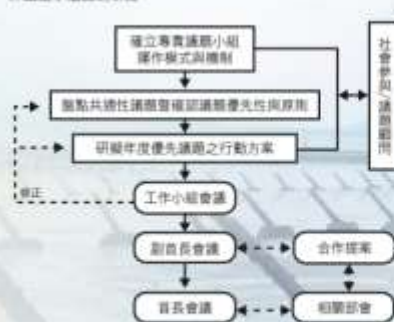 確立專責議題小組
運作模式與機制
盤點共通性議題暨確認議題優先性與原則
研擬年度優先議題之行動方案
社會參與/議題顧問
修正
工作小組會議
副首長會議
合作提案
首長會議
相關部會